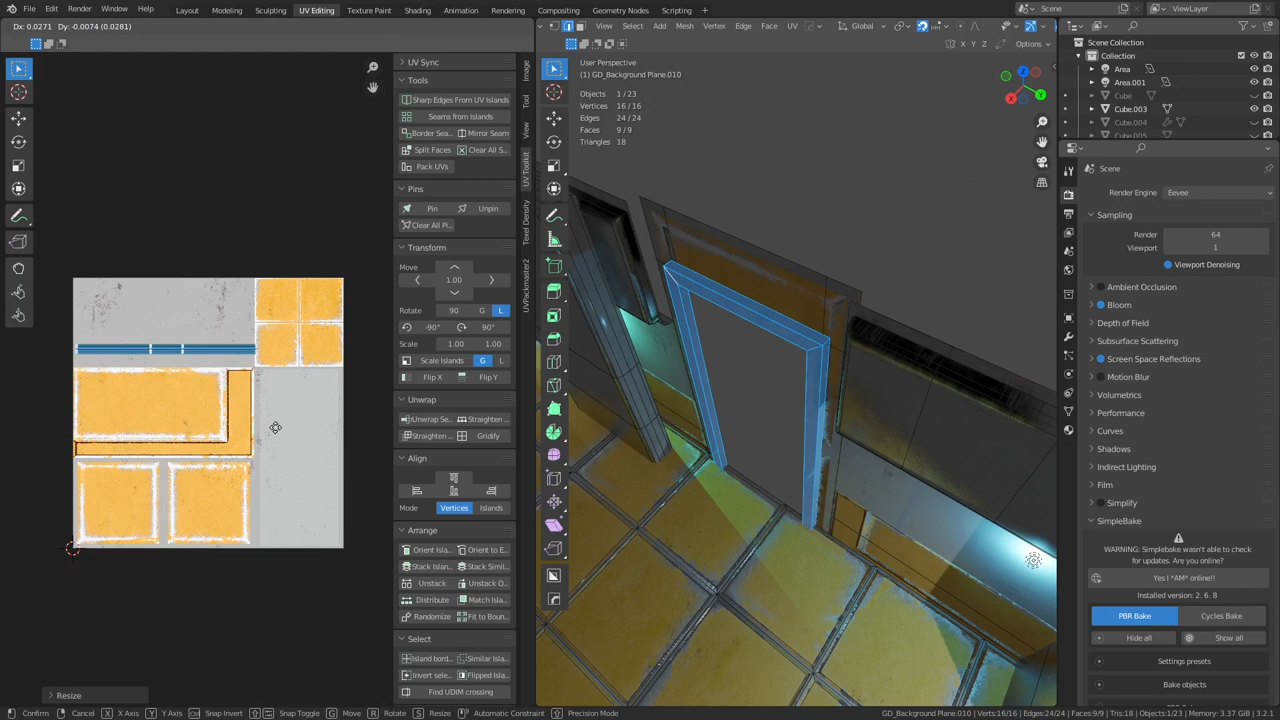 File Edit Render Window Help Layout Modeling Sculpting UV Editing Texture Paint Shading Animation Rendering Compositing Geometry Nodes Scripting + Scene ViewLayer
Dx: 0.0271 Dy: -0.0074 (0.0281)
View Select Add Mesh Vertex Edge Face UV Global
X Y Z Options
UV Sync
Tools
Sharp Edges From UV Islands
Seams from Islands
Border Sea... Mirror Seam
Split Faces Clear All S...
Pack UVs
Pins
Pin Unpin
Clear All Pi...
Transform
Move 1.00
Rotate 90 G L
-90° 90°
Scale 1.00 1.00
Scale Islands G L
Flip X Flip Y
Unwrap
Unwrap Se... Straighten ...
Straighten ... Gridify
Align
Mode Vertices Islands
Arrange
Orient Isla... Orient to E...
Stack Islan... Stack Simil...
Unstack Unstack O...
Distribute Match Isla...
Randomize Fit to Boun...
Select
Island bord... Similar Isla...
Invert sele... Flipped Isla...
Find UDIM crossing
Image
Tool
View
UV Toolkit
Texel Density
UVPackmaster2
User Perspective
(1) GD_Background Plane.010
Objects 1/23
Vertices 16/16
Edges 24/24
Faces 9/9
Triangles 18
Z
Y
X
Scene Collection
Collection
Area
Area.001
Cube
Cube.003
Cube.004
Cube.005
Scene
Render Engine Eevee
Sampling
Render 64
Viewport 1
Viewport Denoising
Ambient Occlusion
Bloom
Depth of Field
Subsurface Scattering
Screen Space Reflections
Motion Blur
Volumetrics
Performance
Curves
Shadows
Indirect Lighting
Film
Simplify
SimpleBake
WARNING: Simplebake wasn't able to check
for updates. Are you online?
Yes I *AM* online!!
Installed version: 2. 6. 8
PBR Bake Cycles Bake
Hide all Show all
Settings presets
Bake objects
Resize
Confirm Cancel X X Axis Y Y Axis Ctrl Snap Invert Snap Toggle G Move R Rotate S Resize Automatic Constraint Precision Mode GD_Background Plane.010 | Verts:16/16 | Edges:24/24 | Faces:9/9 | Tris:18 | Objects:1/23 | Memory: 3.37 GiB | 3.2.1